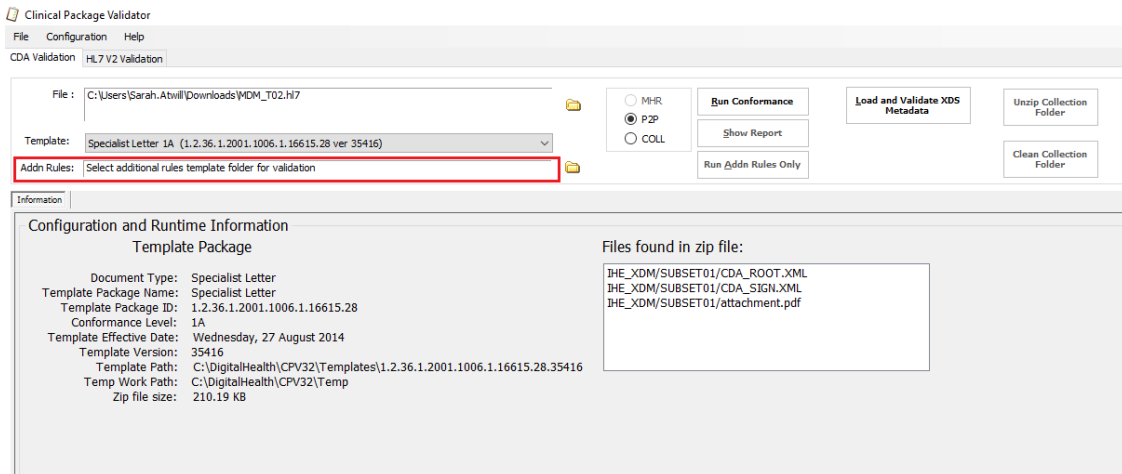 Clinical Package Validator
File Configuration Help
CDA Validation HL7 V2 Validation
File : C:\Users\Sarah.Atwill\Downloads\MDM_T02.hl7
MHR
P2P
COLL
Run Conformance
Show Report
Run Addn Rules Only
Load and Validate XDS
Metadata
Unzip Collection
Folder
Clean Collection
Folder
Template: Specialist Letter 1A (1.2.36.1.2001.1006.1.16615.28 ver 35416)
Addn Rules: Select additional rules template folder for validation
Information
Configuration and Runtime Information
Template Package
Document Type: Specialist Letter
Template Package Name: Specialist Letter
Template Package ID: 1.2.36.1.2001.1006.1.16615.28
Conformance Level: 1A
Template Effective Date: Wednesday, 27 August 2014
Template Version: 35416
Template Path: C:\DigitalHealth\CPV32\Templates\1.2.36.1.2001.1006.1.16615.28.35416
Temp Work Path: C:\DigitalHealth\CPV32\Temp
Zip file size: 210.19 KB
Files found in zip file:
IHE_XDM/SUBSET01/CDA_ROOT.XML
IHE_XDM/SUBSET01/CDA_SIGN.XML
IHE_XDM/SUBSET01/attachment.pdf